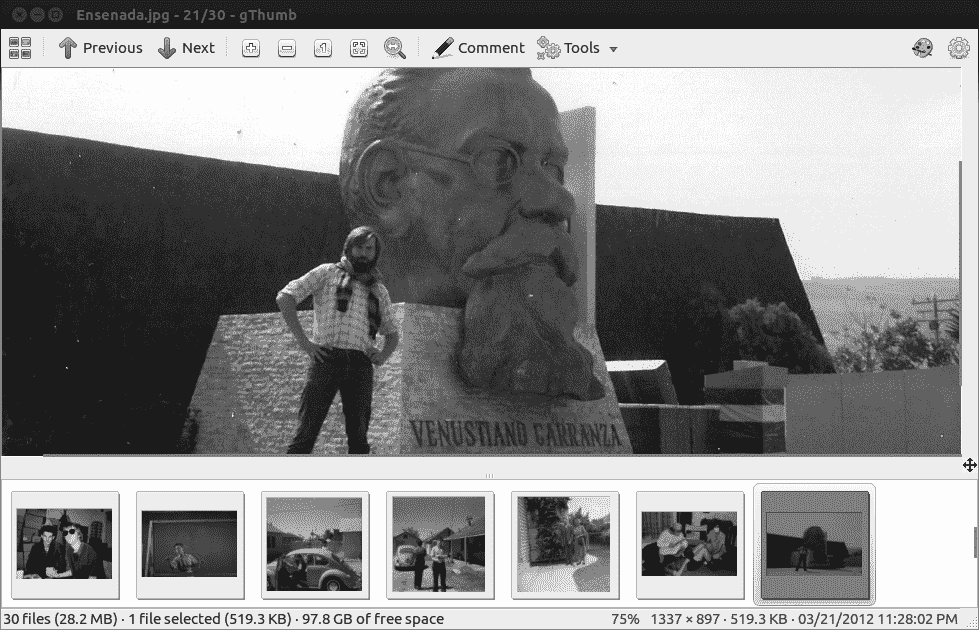 Ensenada.jpg - 21/30 - gThumb
Previous Next Comment Tools
VENUSTIANO CARRANZA
30 files (28.2 MB) · 1 file selected (519.3 KB) · 97.8 GB of free space 75% 1337 × 897 · 519.3 KB · 03/21/2012 11:28:02 PM